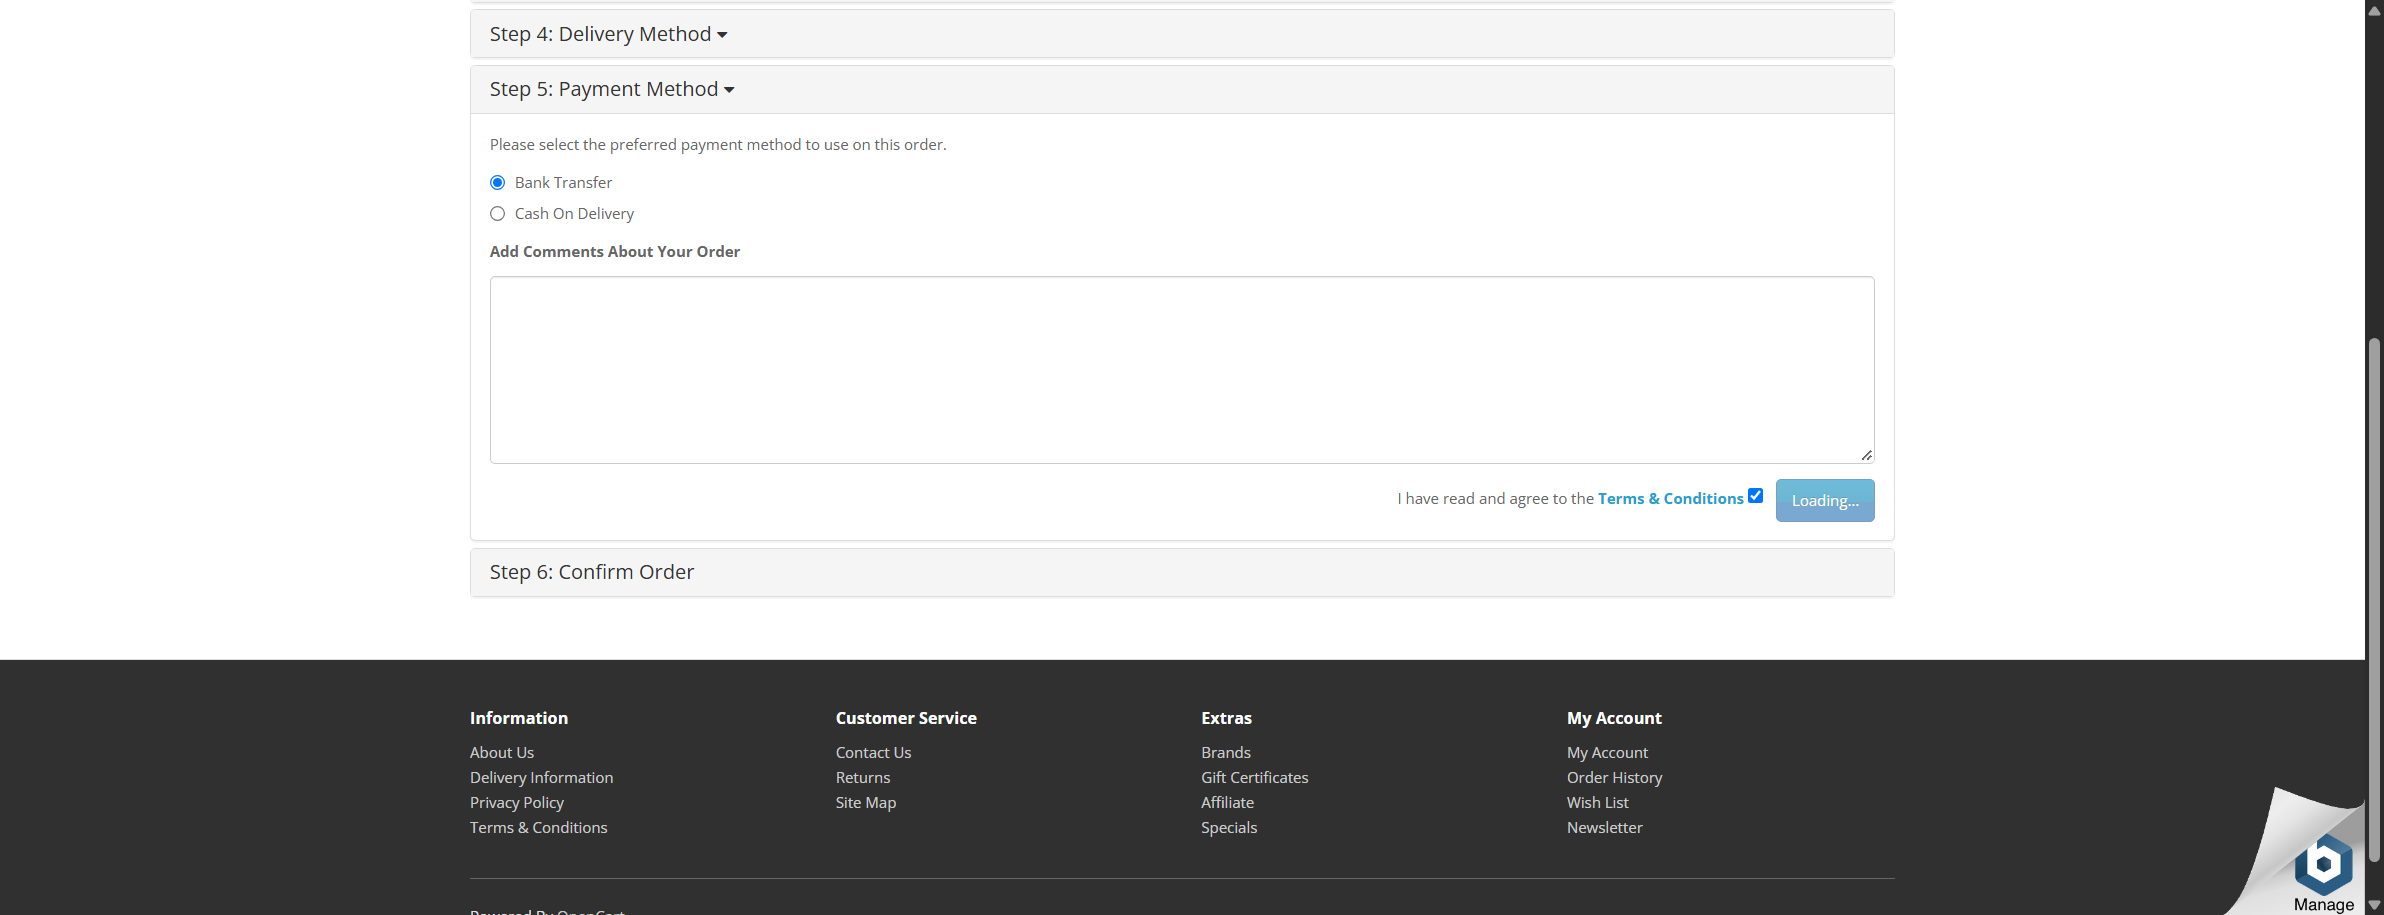 Step 4: Delivery Method
Step 5: Payment Method
Please select the preferred payment method to use on this order.
Bank Transfer
Cash On Delivery
Add Comments About Your Order
I have read and agree to the Terms & Conditions
Loading...
Step 6: Confirm Order
Information
About Us
Delivery Information
Privacy Policy
Terms & Conditions
Customer Service
Contact Us
Returns
Site Map
Extras
Brands
Gift Certificates
Affiliate
Specials
My Account
My Account
Order History
Wish List
Newsletter
Powered By OpenCart
Manage